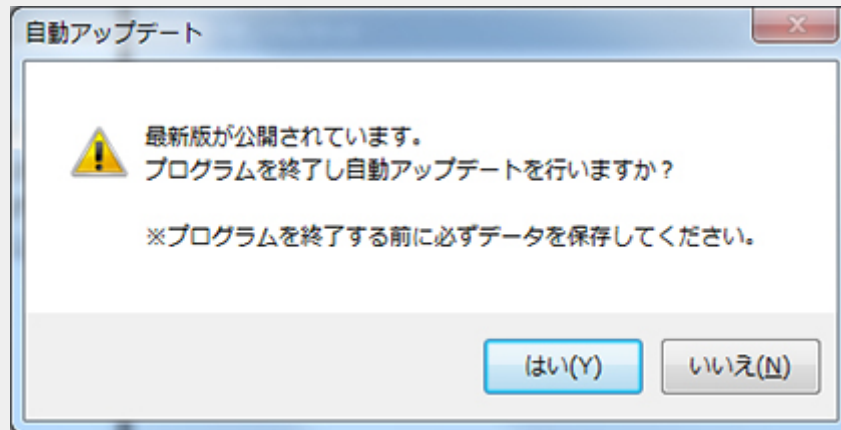 自動アップデート
最新版が公開されています。
プログラムを終了し自動アップデートを行いますか？
※プログラムを終了する前に必ずデータを保存してください。
はい(Y)
いいえ(N)